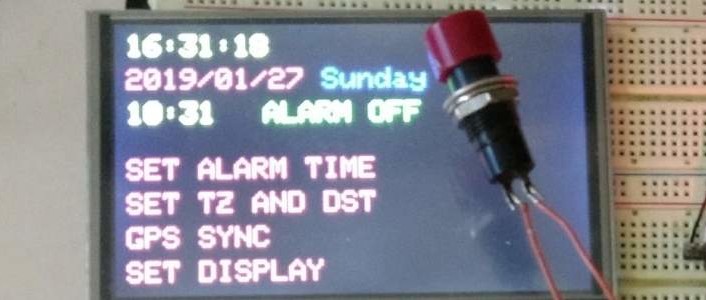 16:31:18
2019/01/27 Sunday
10:31 ALARM OFF
SET ALARM TIME
SET TZ AND DST
GPS SYNC
SET DISPLAY